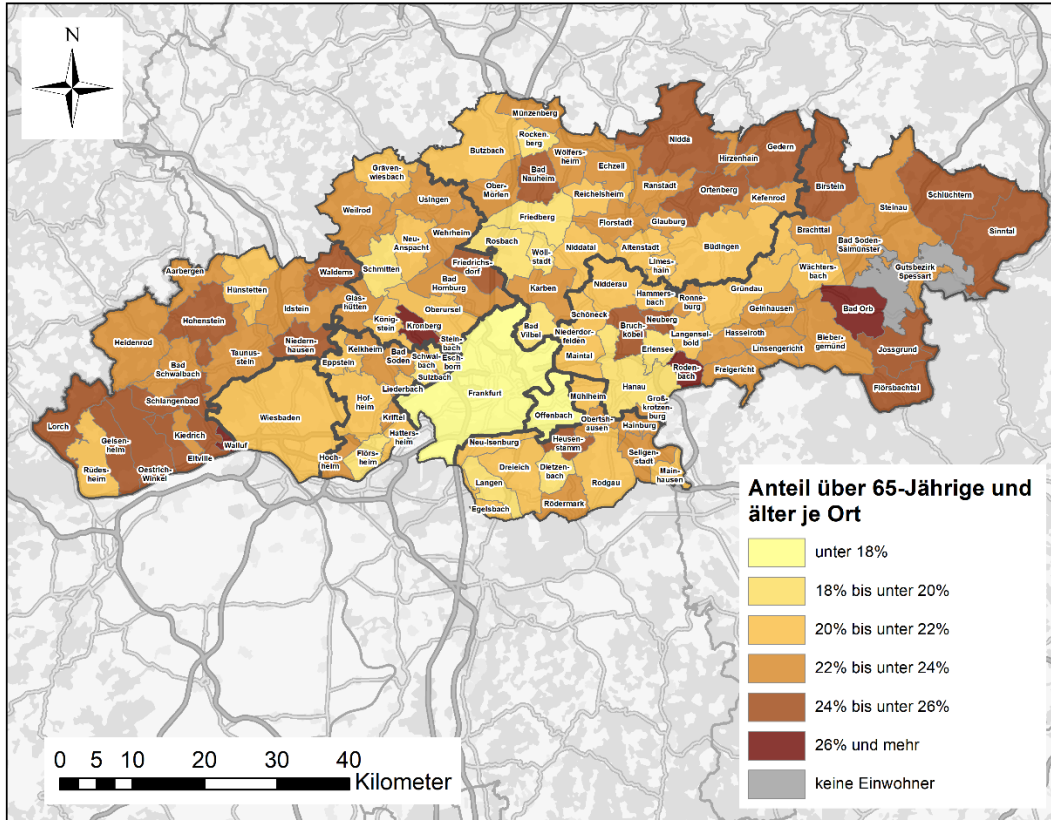 N
Münzenberg
Butzbach
Rocken-
berg
Wölfers-
heim
Nidda
Gedern
Hirzenhain
Echzell
Bad
Nauheim
Gräven-
wiesbach
Ober-
Mörlen
Reichelsheim
Ranstadt
Ortenberg
Kefenrod
Birstein
Schlüchtern
Steinau
Usingen
Weilrod
Friedberg
Florstadt
Glauburg
Wehrheim
Rosbach
Neu-
Anspacht
Wöll-
stadt
Niddatal
Altenstadt
Büdingen
Brachttal
Bad Soden-
Salmünster
Sinntal
Limes-
hain
Wächters-
bach
Gutsbezirk
Spessart
Friedrichs-
dorf
Schmitten
Bad
Homburg
Waldems
Aarbergen
Hünstetten
Glas-
hütten
Idstein
Karben
Nidderau
Hammers-
bach
Ronne-
burg
Gründau
Bad Orb
Oberursel
König-
stein
Kronberg
Schöneck
Neuberg
Gelnhausen
Hohenstein
Heidenrod
Niedern-
hausen
Taunus-
stein
Stein-
bach
Esch-
born
Bad
Vilbel
Niederdor-
felden
Bruch-
köbel
Langensel-
bold
Hasselroth
Erlensee
Linsengericht
Bieber-
gemünd
Jossgrund
Kelkheim
Eppstein
Bad
Soden
Schwal-
bach
Sulzbach
Maintal
Roden-
bach
Freigericht
Flörsbachtal
Bad
Schwalbach
Liederbach
Frankfurt
Hanau
Hof-
heim
Wiesbaden
Kriftel
Mühlheim
Offenbach
Groß-
krotzen-
burg
Schlangenbad
Lorch
Kiedrich
Walluf
Hatters-
heim
Obertsh-
ausen
Hainburg
Geisen-
heim
Eltville
Neu-Isenburg
Heusen-
stamm
Hoch-
heim
Flörs-
heim
Seligen-
stadt
Rüdes-
heim
Oestrich-
Winkel
Dreieich
Dietzen-
bach
Main-
hausen
Langen
Rodgau
Rödermark
Egelsbach
Anteil über 65-Jährige und
älter je Ort
unter 18%
18% bis unter 20%
20% bis unter 22%
22% bis unter 24%
24% bis unter 26%
26% und mehr
keine Einwohner
0 5 10 20 30 40
Kilometer